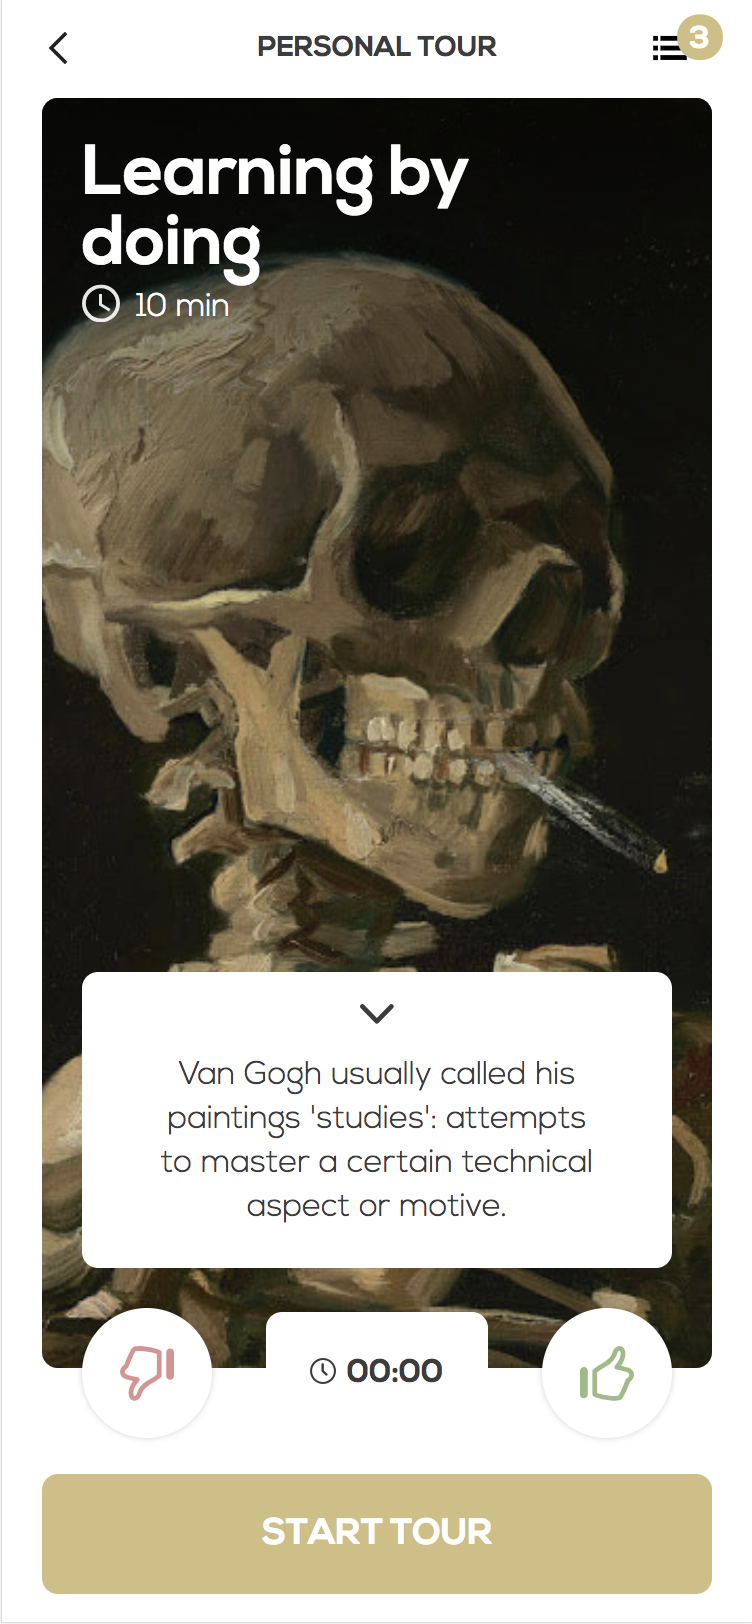 PERSONAL TOUR
3
Learning by
doing
10 min
Van Gogh usually called his
paintings 'studies': attempts
to master a certain technical
aspect or motive.
00:00
START TOUR